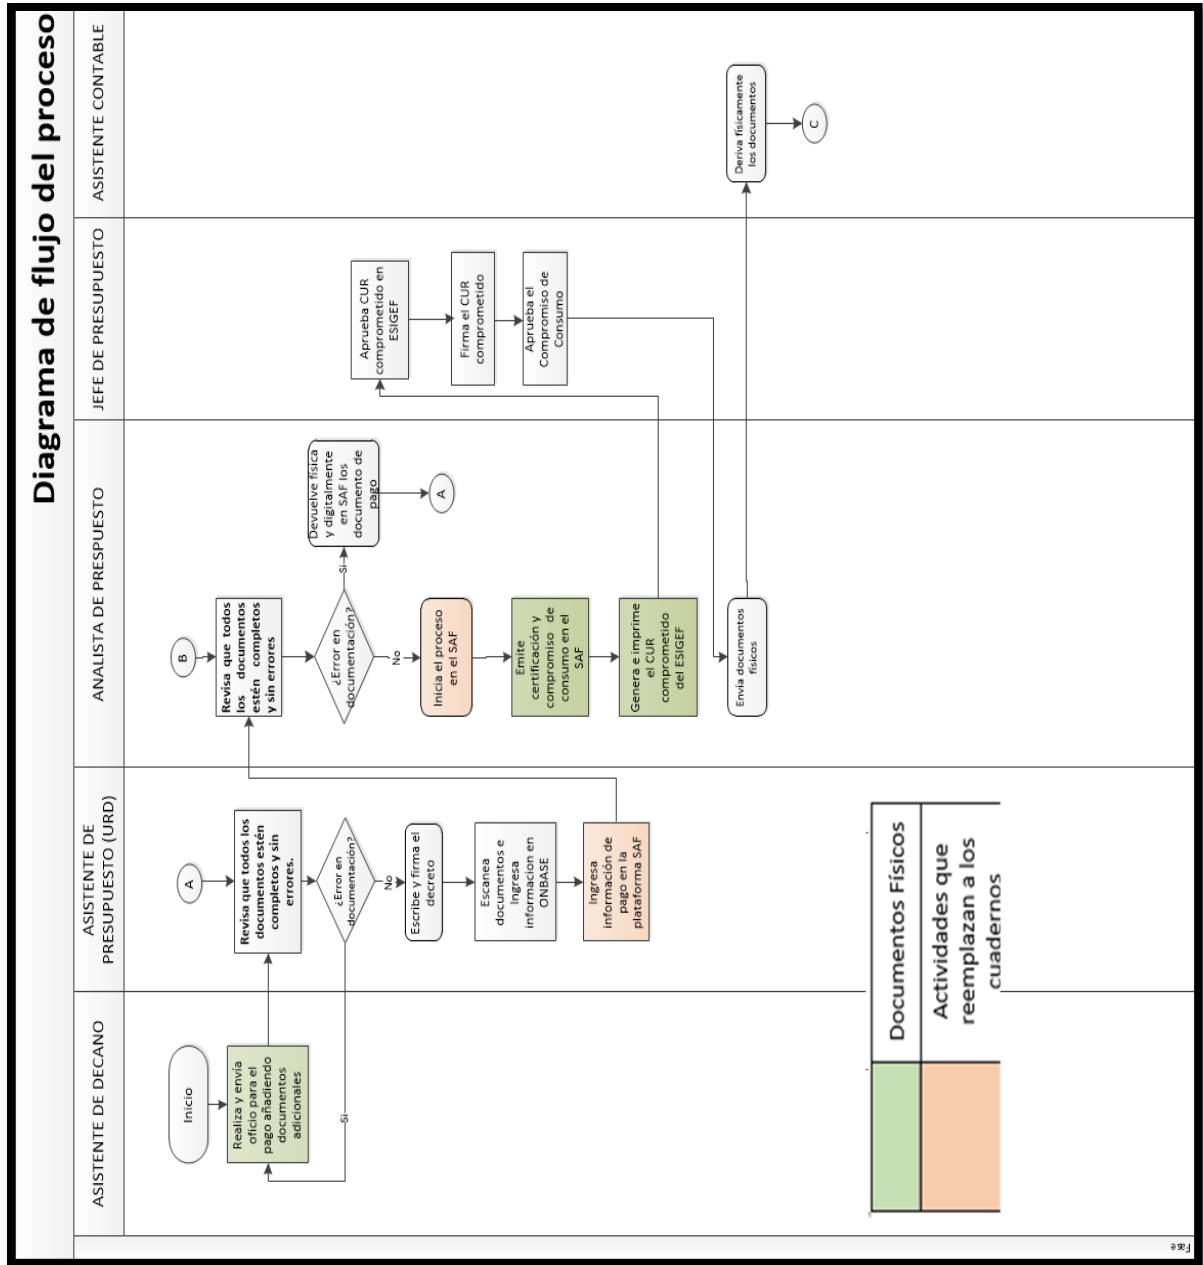 Diagrama de flujo del proceso
ASISTENTE DE DECANO
ASISTENTE DE
PRESUPUESTO (URD)
ANALISTA DE PRESPUESTO
JEFE DE PRESUPUESTO
ASISTENTE CONTABLE
Inicio
Realiza y envía
oficio para el
pago añadiendo
documentos
adicionales
Si
A
Revisa que todos los
documentos estén
completos y sin
errores.
¿Error en
documentación?
No
Escribe y firma el
decreto
Escanea
documentos e
Ingresa
informacion en
ONBASE
Ingresa
información de
pago en la
plataforma SAF
B
Revisa que todos
los documentos
estén completos
y sin errores
¿Error en
documentación?
Si
Devuelve física
y digitalmente
en SAF los
documento de
pago
A
No
Inicia el proceso
en el SAF
Emite
certificación y
compromiso de
consumo en el
SAF
Genera e imprime
el CUR
comprometido
del ESIGEF
Envía documentos
físicos
Aprueba CUR
comprometido en
ESIGEF
Firma el CUR
comprometido
Aprueba el
Compromiso de
Consumo
Deriva físicamente
los documentos
C
Documentos Físicos
Actividades que
reemplazan a los
cuadernos
Fase